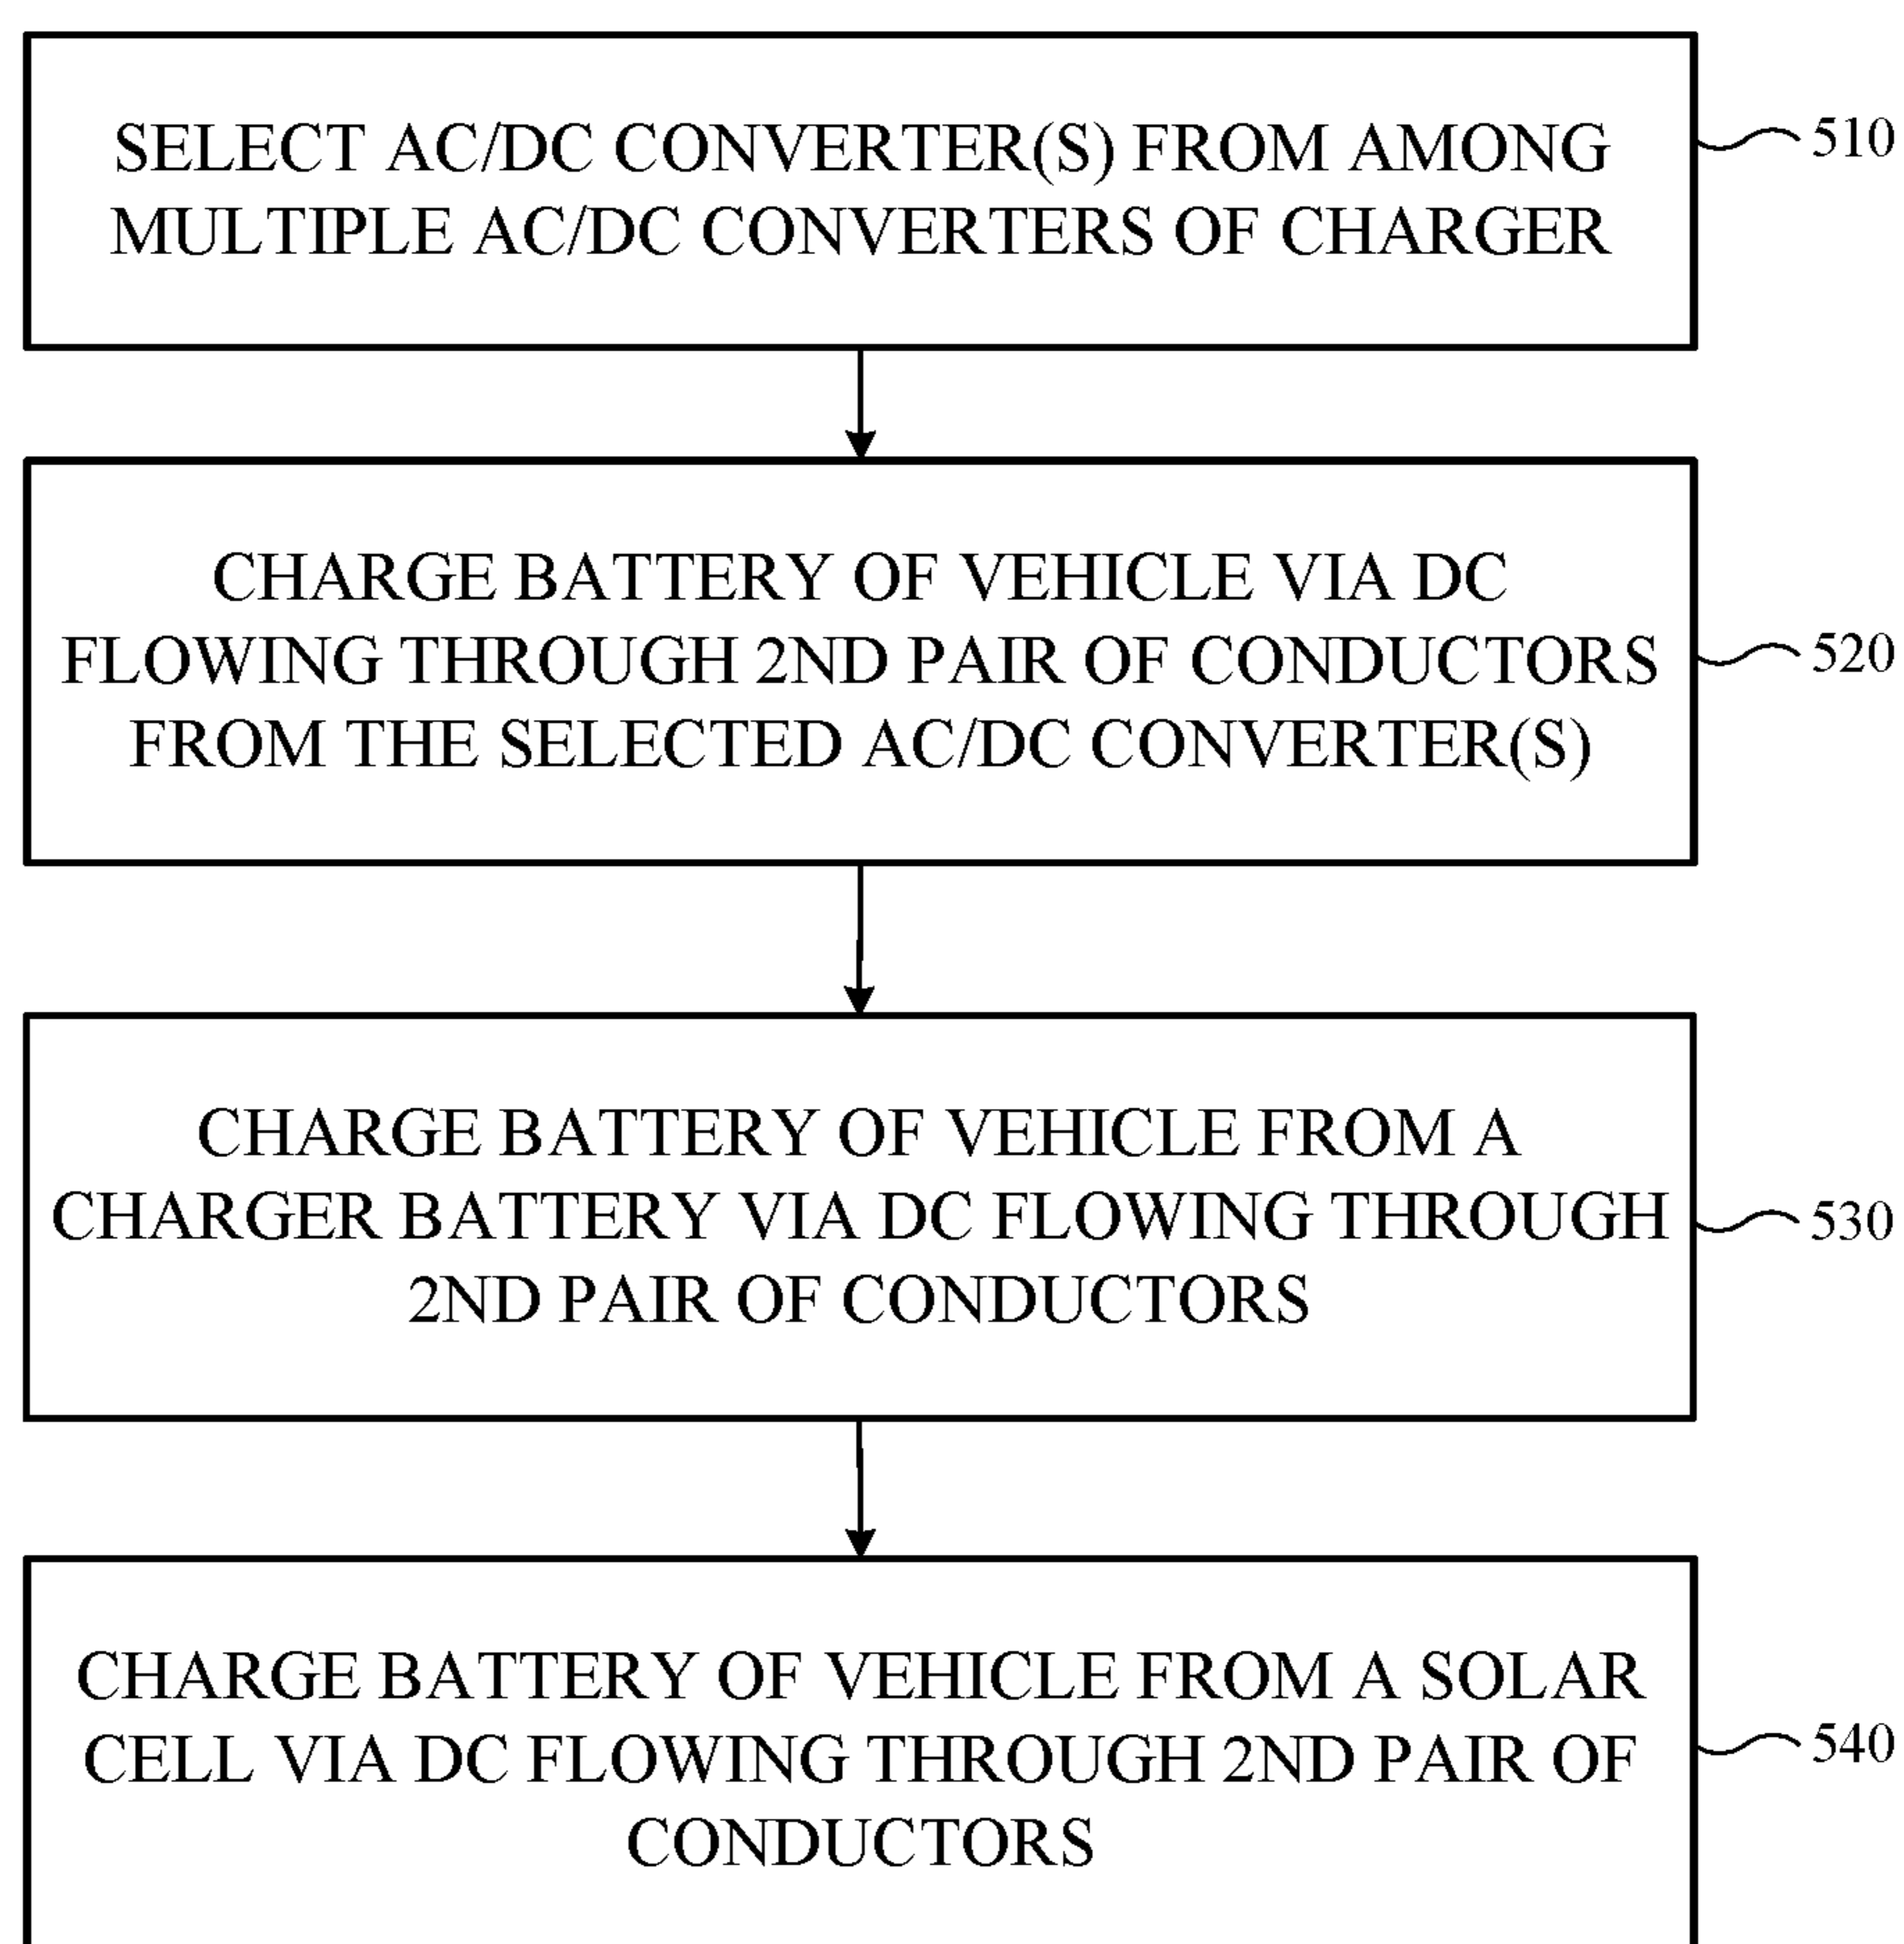 SELECT AC/DC CONVERTER(S) FROM AMONG
MULTIPLE AC/DC CONVERTERS OF CHARGER
510
CHARGE BATTERY OF VEHICLE VIA DC
FLOWING THROUGH 2ND PAIR OF CONDUCTORS
FROM THE SELECTED AC/DC CONVERTER(S)
520
CHARGE BATTERY OF VEHICLE FROM A
CHARGER BATTERY VIA DC FLOWING THROUGH
2ND PAIR OF CONDUCTORS
530
CHARGE BATTERY OF VEHICLE FROM A SOLAR
CELL VIA DC FLOWING THROUGH 2ND PAIR OF
CONDUCTORS
540